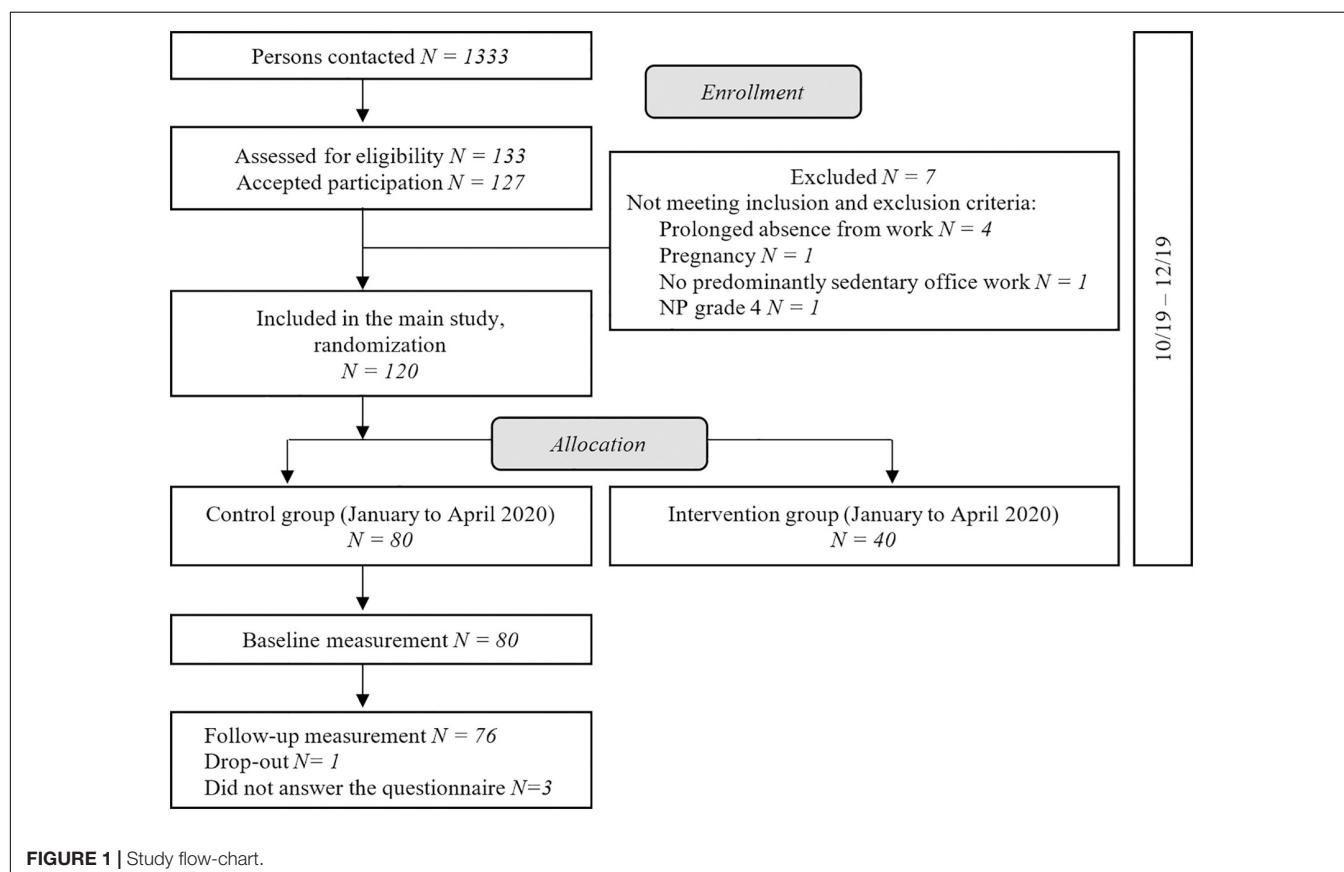 Persons contacted N = 1333
Enrollment
Assessed for eligibility N = 133
Accepted participation N = 127
Excluded N = 7
Not meeting inclusion and exclusion criteria:
Prolonged absence from work N = 4
Pregnancy N = 1
No predominantly sedentary office work N = 1
NP grade 4 N = 1
10/19 – 12/19
Included in the main study,
randomization
N = 120
Allocation
Control group (January to April 2020)
N = 80
Intervention group (January to April 2020)
N = 40
Baseline measurement N = 80
Follow-up measurement N = 76
Drop-out N= 1
Did not answer the questionnaire N=3
FIGURE 1 | Study flow-chart.